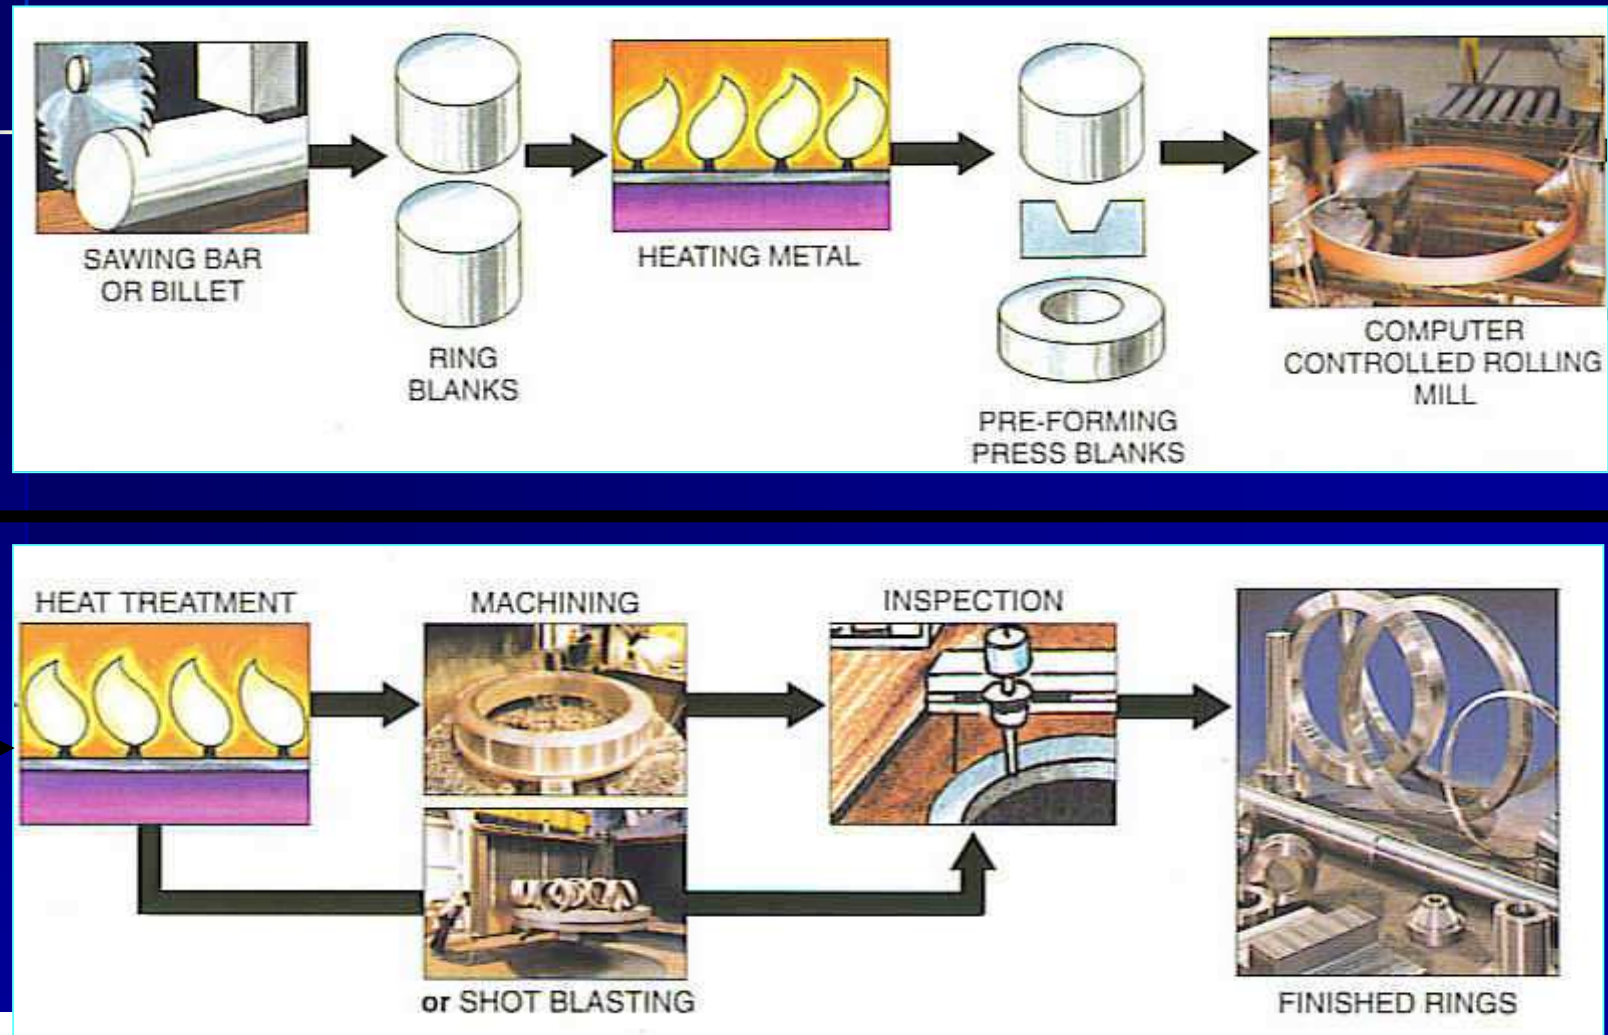 SAWING BAR
OR BILLET
RING
BLANKS
HEATING METAL
PRE-FORMING
PRESS BLANKS
COMPUTER
CONTROLLED ROLLING
MILL
HEAT TREATMENT
MACHINING
or SHOT BLASTING
INSPECTION
FINISHED RINGS